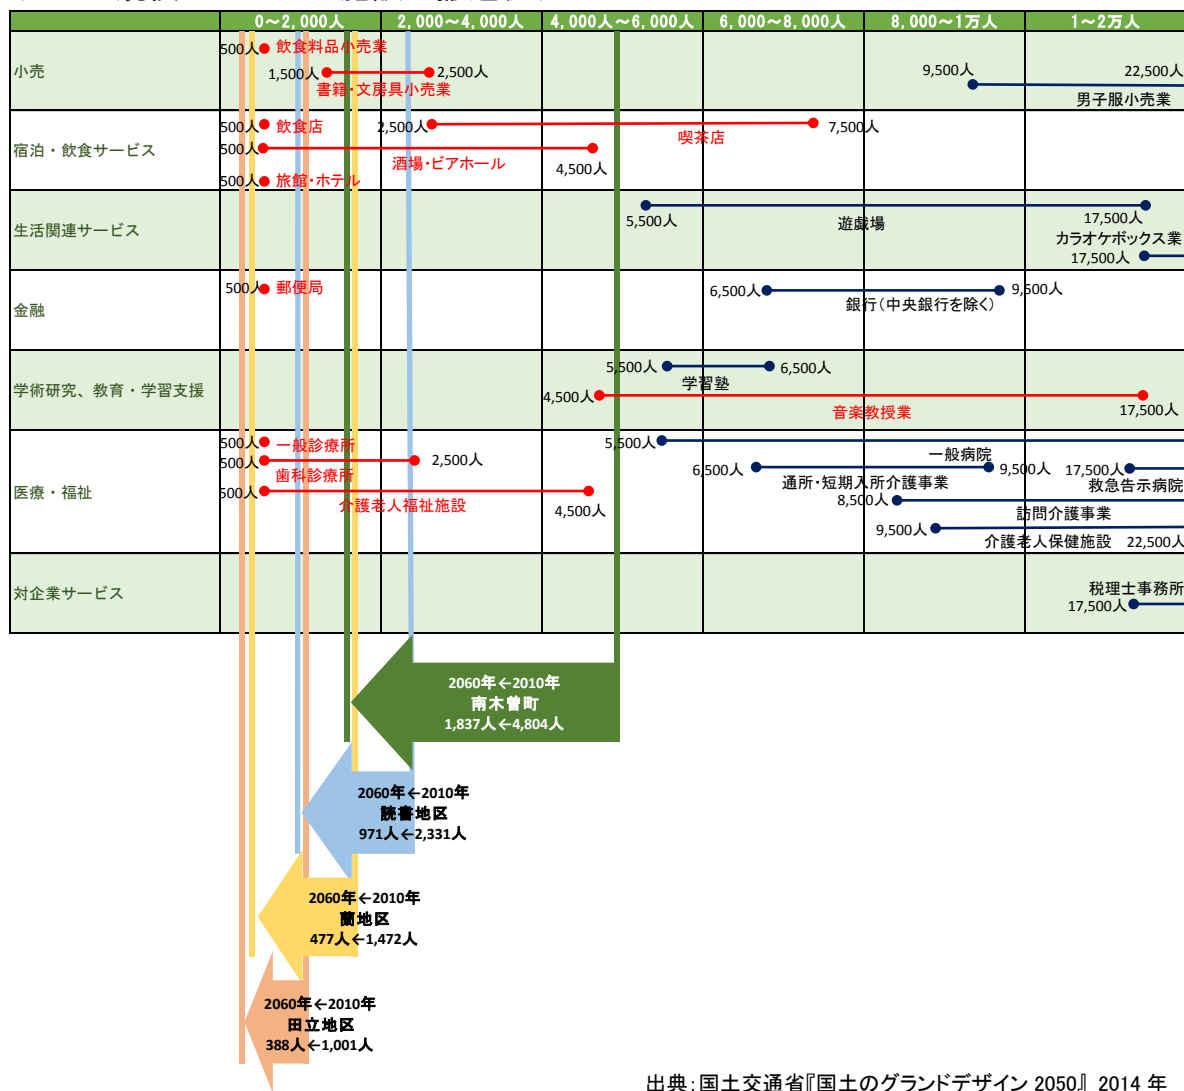 0～2,000人
2,000～4,000人
4,000人～6,000人
6,000～8,000人
8,000～1万人
1～2万人
小売
500人
飲食料品小売業
1,500人
2,500人
書籍・文房具小売業
9,500人
22,500人
男子服小売業
宿泊・飲食サービス
500人
飲食店
2,500人
7,500人
喫茶店
500人
酒場・ビアホール
4,500人
500人
旅館・ホテル
生活関連サービス
5,500人
遊戯場
17,500人
カラオケボックス業
17,500人
金融
500人
郵便局
6,500人
9,500人
銀行（中央銀行を除く）
学術研究、教育・学習支援
5,500人
6,500人
学習塾
4,500人
音楽教授業
17,500人
医療・福祉
500人
一般診療所
500人
2,500人
歯科診療所
500人
介護老人福祉施設
4,500人
5,500人
一般病院
6,500人
9,500人
通所・短期入所介護事業
17,500人
救急告示病院
8,500人
訪問介護事業
9,500人
介護老人保健施設
22,500人
対企業サービス
税理士事務所
17,500人
2060年←2010年
南木曽町
1,837人←4,804人
2060年←2010年
読書地区
971人←2,331人
2060年←2010年
蘭地区
477人←1,472人
2060年←2010年
田立地区
388人←1,001人
出典：国土交通省『国土のグランドデザイン 2050』 2014 年